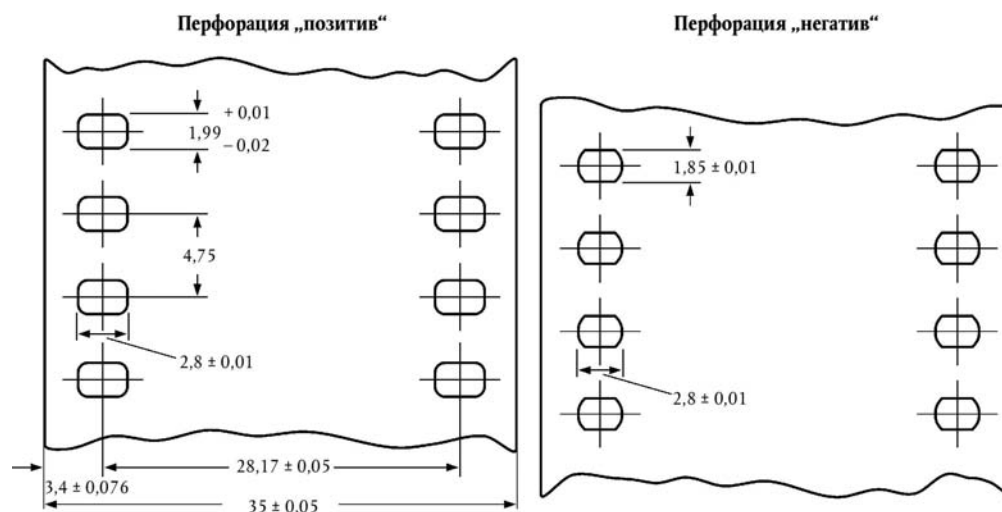 Перфорация „позитив“
+ 0,01
1,99
– 0,02
4,75
2,8 ± 0,01
28,17 ± 0,05
3,4 ± 0,076
35 ± 0,05
Перфорация „негатив“
1,85 ± 0,01
2,8 ± 0,01